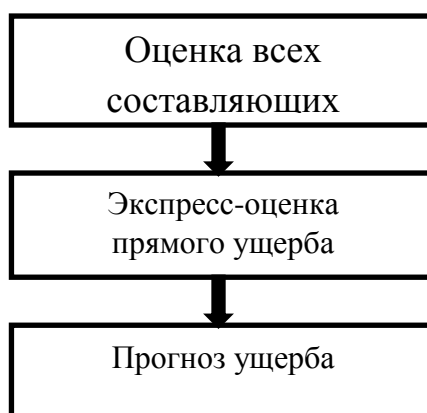 Оценка всех
составляющих
Экспресс-оценка
прямого ущерба
Прогноз ущерба